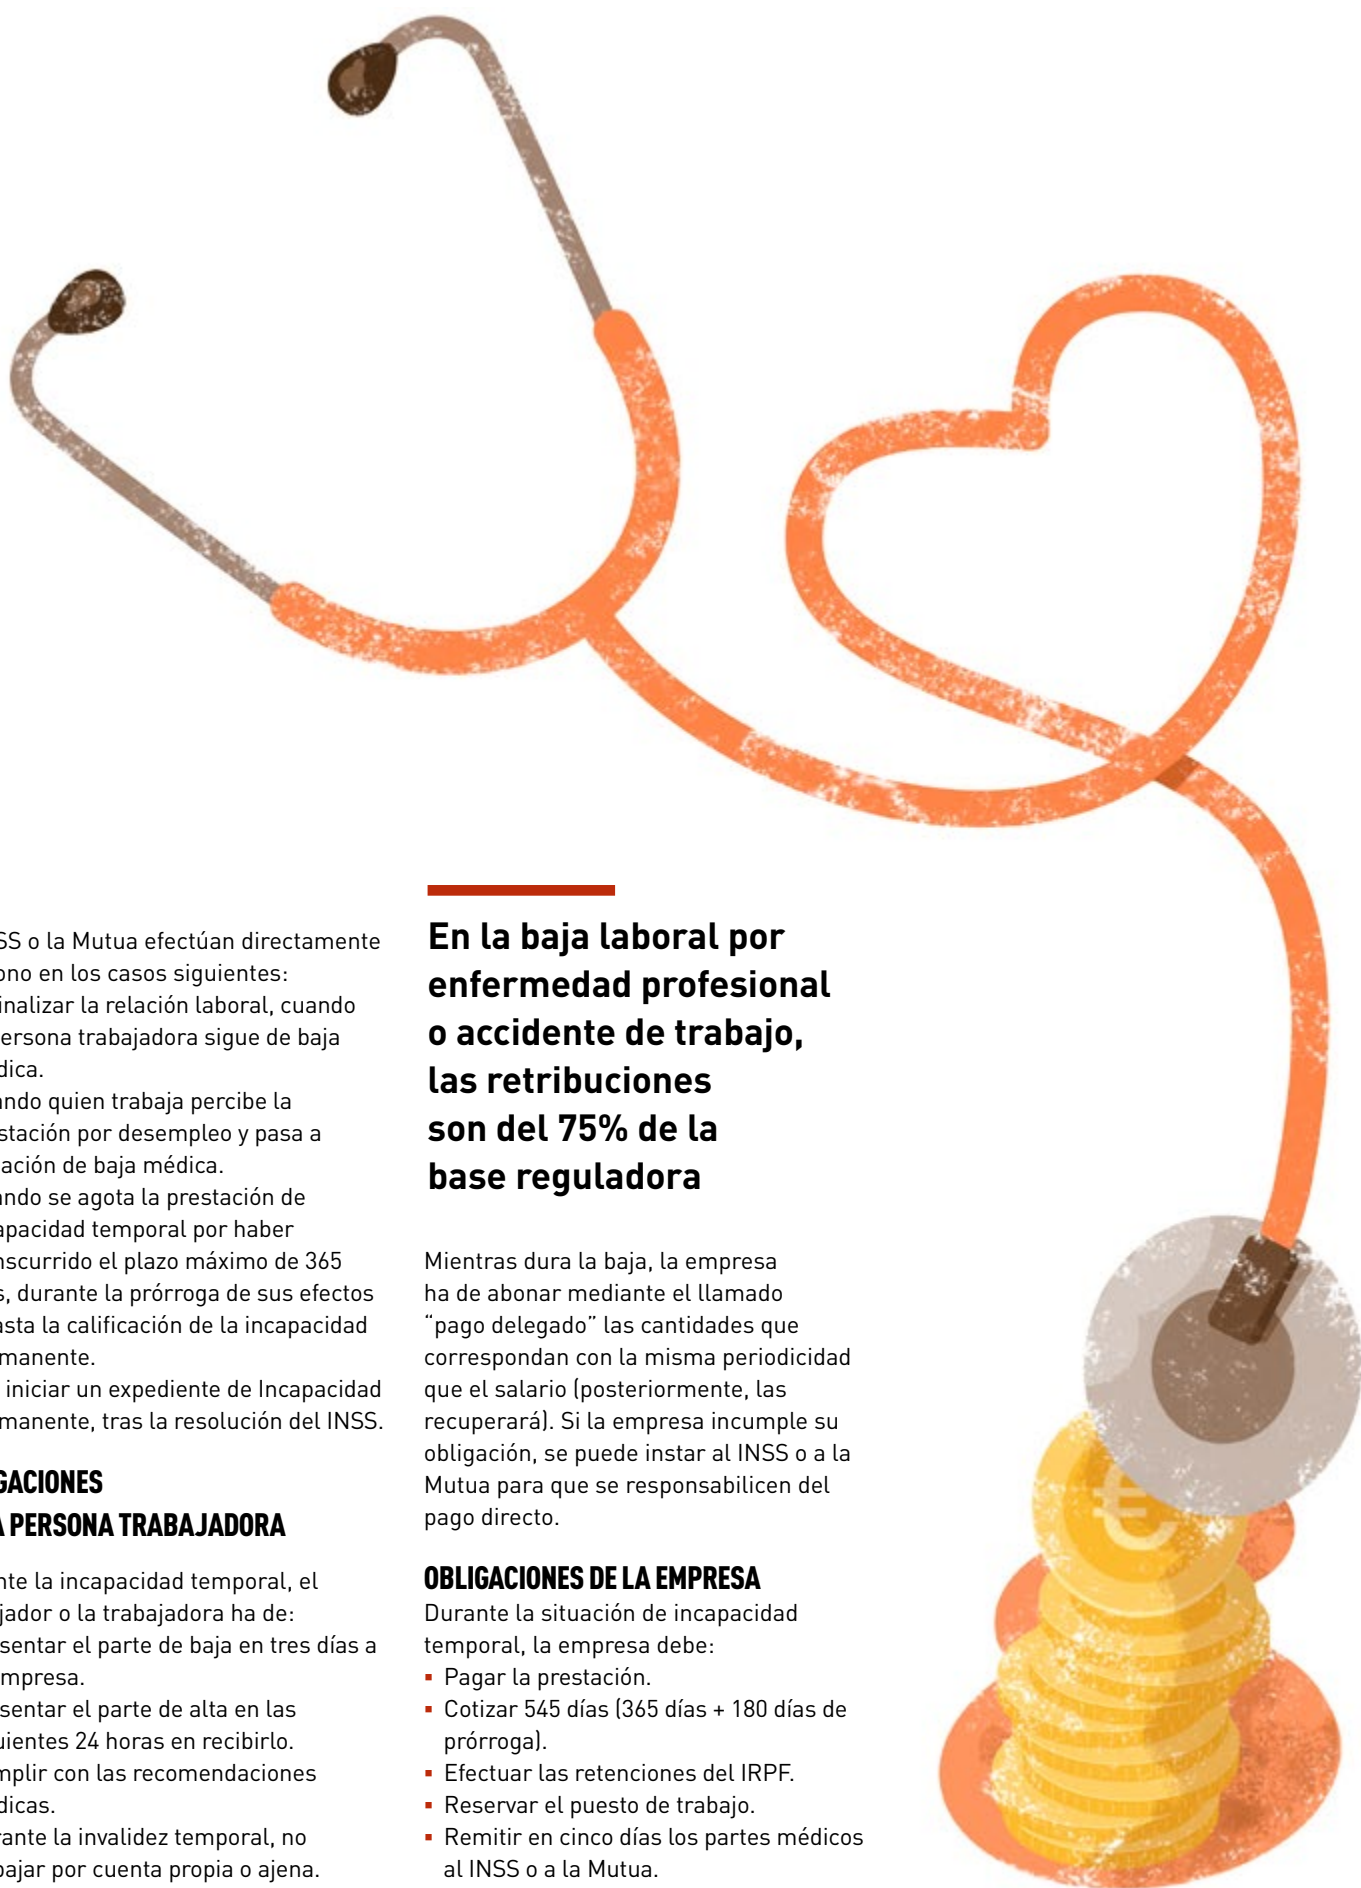 SS o la Mutua efectúan directamente
ono en los casos siguientes:
inalizar la relación laboral, cuando
ersona trabajadora sigue de baja
dica.
ando quien trabaja percibe la
stación por desempleo y pasa a
ación de baja médica.
ando se agota la prestación de
apacidad temporal por haber
nscurrido el plazo máximo de 365
s, durante la prórroga de sus efectos
asta la calificación de la incapacidad
manente.
iniciar un expediente de Incapacidad
manente, tras la resolución del INSS.
GACIONES
A PERSONA TRABAJADORA
nte la incapacidad temporal, el
jador o la trabajadora ha de:
sentar el parte de baja en tres días a
mpresa.
sentar el parte de alta en las
uientes 24 horas en recibirlo.
mplir con las recomendaciones
dicas.
rante la invalidez temporal, no
bajar por cuenta propia o ajena.
En la baja laboral por
enfermedad profesional
o accidente de trabajo,
las retribuciones
son del 75% de la
base reguladora
Mientras dura la baja, la empresa
ha de abonar mediante el llamado
“pago delegado” las cantidades que
correspondan con la misma periodicidad
que el salario (posteriormente, las
recuperará). Si la empresa incumple su
obligación, se puede instar al INSS o a la
Mutua para que se responsabilicen del
pago directo.
OBLIGACIONES DE LA EMPRESA
Durante la situación de incapacidad
temporal, la empresa debe:
▪ Pagar la prestación.
▪ Cotizar 545 días (365 días + 180 días de
prórroga).
▪ Efectuar las retenciones del IRPF.
▪ Reservar el puesto de trabajo.
▪ Remitir en cinco días los partes médicos
al INSS o a la Mutua.
€